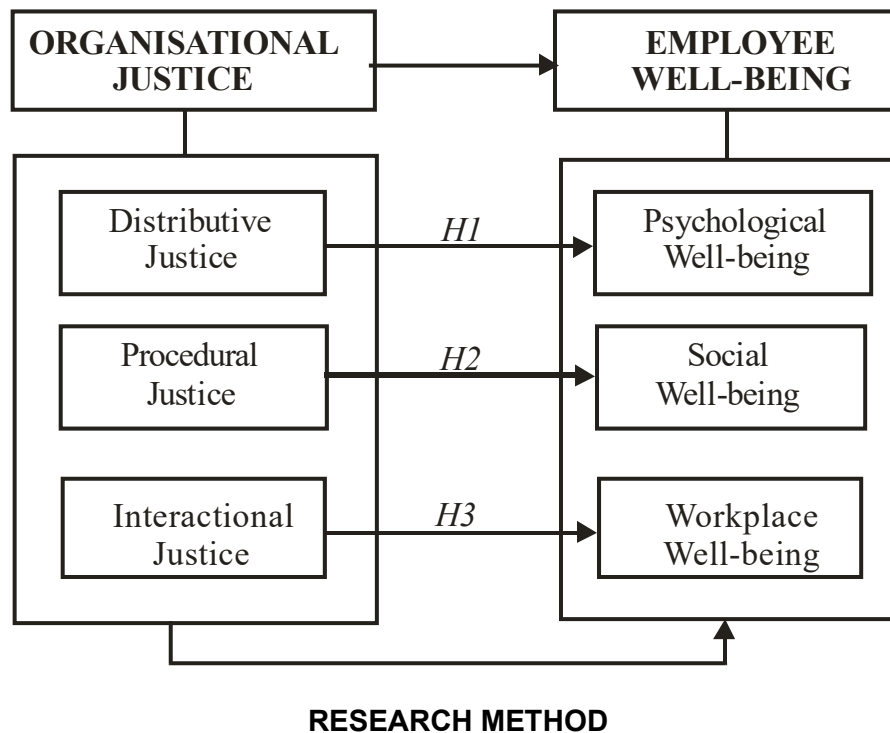 ORGANISATIONAL
JUSTICE
EMPLOYEE
WELL-BEING
Distributive
Justice
H1
Psychological
Well-being
Procedural
Justice
H2
Social
Well-being
Interactional
Justice
H3
Workplace
Well-being
RESEARCH METHOD